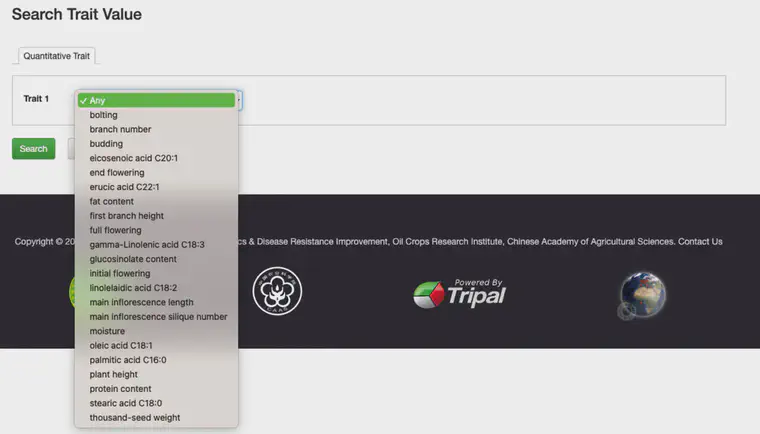 Search Trait Value
Quantitative Trait
Trait 1
✓ Any
bolting
branch number
budding
eicosenoic acid C20:1
end flowering
erucic acid C22:1
fat content
first branch height
full flowering
gamma-Linolenic acid C18:3
glucosinolate content
initial flowering
linolelaidic acid C18:2
main inflorescence length
main inflorescence silique number
moisture
oleic acid C18:1
palmitic acid C16:0
plant height
protein content
stearic acid C18:0
thousand-seed weight
Search
Copyright © 20 cs & Disease Resistance Improvement, Oil Crops Research Institute, Chinese Academy of Agricultural Sciences. Contact Us
Powered By
Tripal